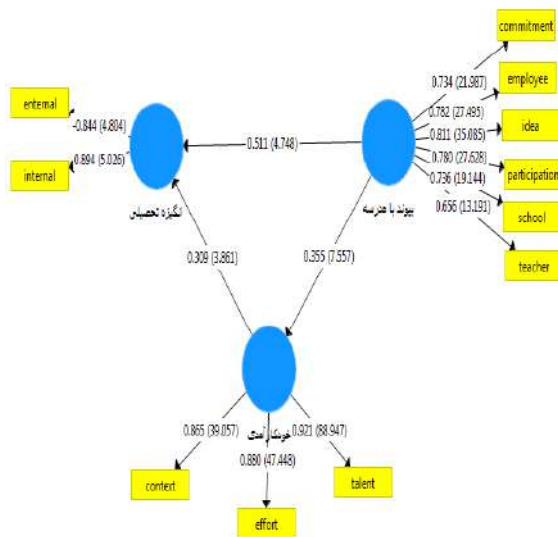 commitment
0.734 (21.987)
employee
enternal
0.782 (27.495)
-0.844 (4.804)
0.811 (35.085)
idea
0.511 (4.748)
0.780 (27.628)
internal
0.894 (5.026)
participation
0.736 (19.144)
انگیزه تحصیلی
پیوند با مدرسه
school
0.656 (13.191)
teacher
0.309 (3.861)
0.355 (7.557)
خودکارآمدی
0.865 (39.057)
0.921 (88.947)
0.880 (47.448)
context
talent
effort